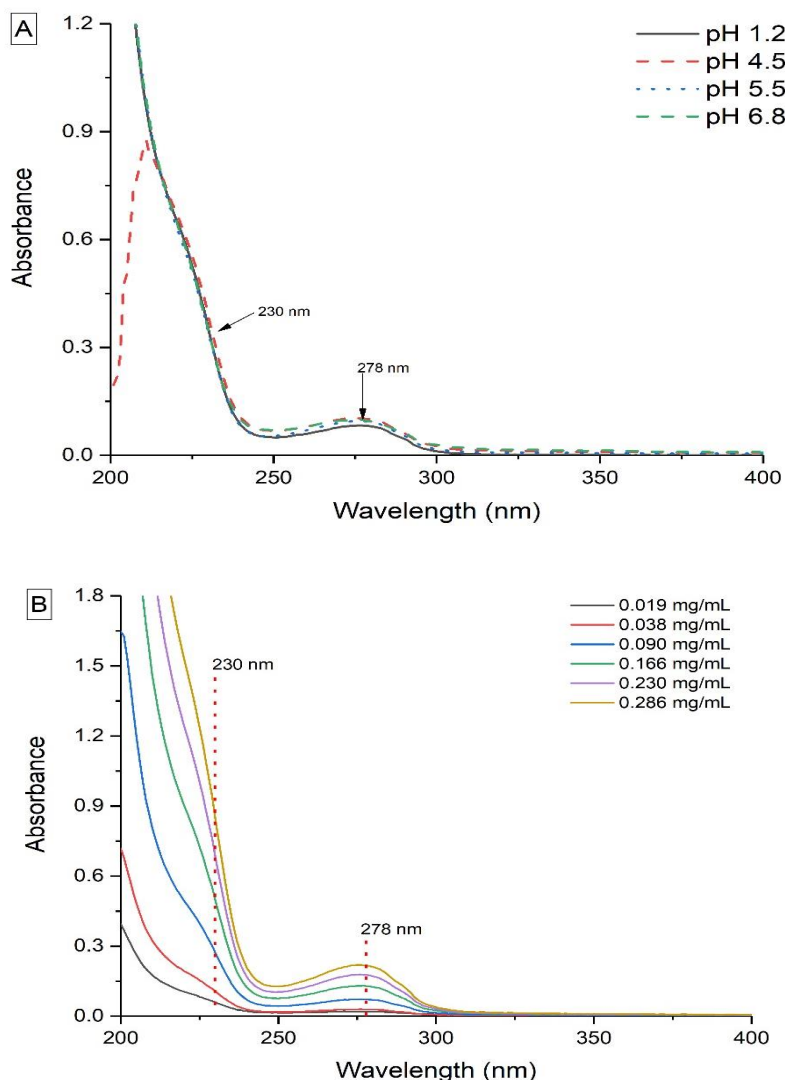 A
pH 1.2
pH 4.5
pH 5.5
pH 6.8
1.2
0.9
0.6
0.3
0.0
Absorbance
230 nm
278 nm
200
250
300
350
400
Wavelength (nm)
B
0.019 mg/mL
0.038 mg/mL
0.090 mg/mL
0.166 mg/mL
0.230 mg/mL
0.286 mg/mL
1.8
1.5
1.2
0.9
0.6
0.3
0.0
Absorbance
230 nm
278 nm
200
250
300
350
400
Wavelength (nm)